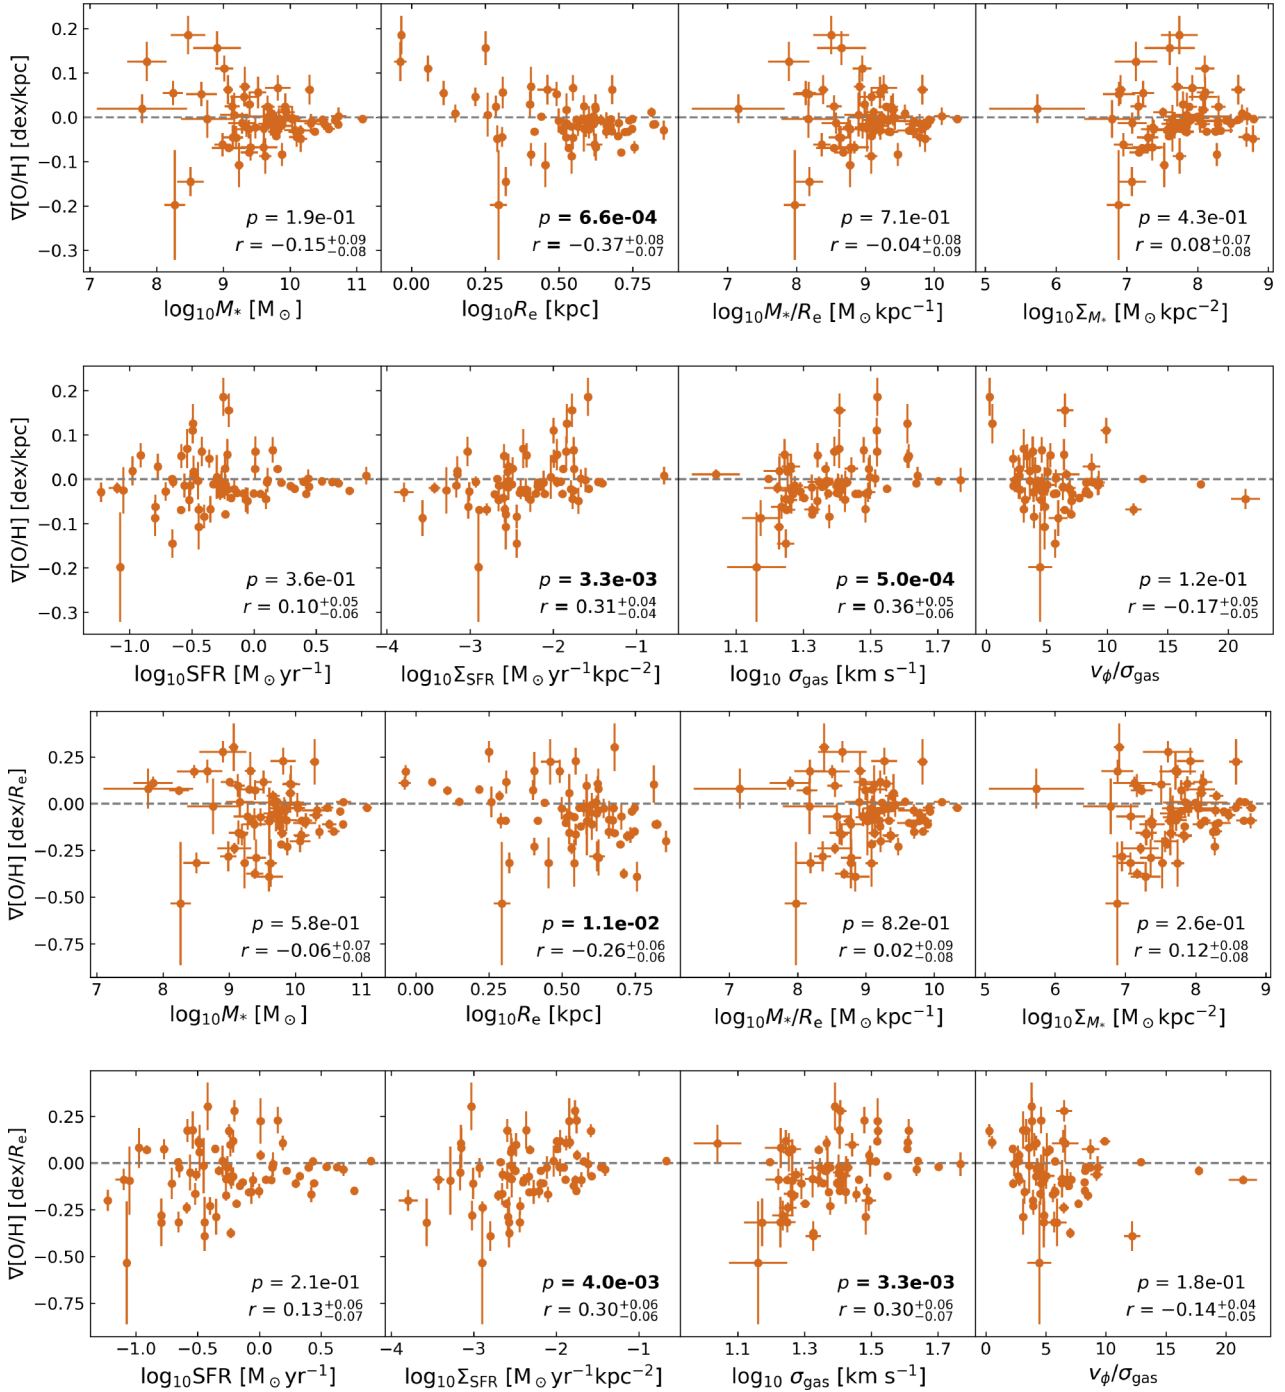 0.2
0.1
0.0
−0.1
−0.2
−0.3
∇[O/H] [dex/kpc]
p = 1.9e-01
r = −0.15 +0.09 −0.08
p = 6.6e-04
r = −0.37 +0.08 −0.07
p = 7.1e-01
r = −0.04 +0.08 −0.09
p = 4.3e-01
r = 0.08 +0.07 −0.08
7 8 9 10 11
0.00 0.25 0.50 0.75
7 8 9 10
5 6 7 8 9
log10M* [M⊙]
log10Re [kpc]
log10M*/Re [M⊙kpc−1]
log10ΣM* [M⊙kpc−2]
0.2
0.1
0.0
−0.1
−0.2
−0.3
∇[O/H] [dex/kpc]
p = 3.6e-01
r = 0.10 +0.05 −0.06
p = 3.3e-03
r = 0.31 +0.04 −0.04
p = 5.0e-04
r = 0.36 +0.05 −0.06
p = 1.2e-01
r = −0.17 +0.05 −0.05
−1.0 −0.5 0.0 0.5
−4 −3 −2 −1
1.1 1.3 1.5 1.7
0 5 10 15 20
log10SFR [M⊙yr−1]
log10ΣSFR [M⊙yr−1kpc−2]
log10 σgas [km s−1]
vϕ/σgas
0.25
0.00
−0.25
−0.50
−0.75
∇[O/H] [dex/Re]
p = 5.8e-01
r = −0.06 +0.07 −0.08
p = 1.1e-02
r = −0.26 +0.06 −0.06
p = 8.2e-01
r = 0.02 +0.09 −0.08
p = 2.6e-01
r = 0.12 +0.08 −0.08
7 8 9 10 11
0.00 0.25 0.50 0.75
7 8 9 10
5 6 7 8 9
log10M* [M⊙]
log10Re [kpc]
log10M*/Re [M⊙kpc−1]
log10ΣM* [M⊙kpc−2]
0.25
0.00
−0.25
−0.50
−0.75
∇[O/H] [dex/Re]
p = 2.1e-01
r = 0.13 +0.06 −0.07
p = 4.0e-03
r = 0.30 +0.06 −0.06
p = 3.3e-03
r = 0.30 +0.06 −0.07
p = 1.8e-01
r = −0.14 +0.04 −0.05
−1.0 −0.5 0.0 0.5
−4 −3 −2 −1
1.1 1.3 1.5 1.7
0 5 10 15 20
log10SFR [M⊙yr−1]
log10ΣSFR [M⊙yr−1kpc−2]
log10 σgas [km s−1]
vϕ/σgas